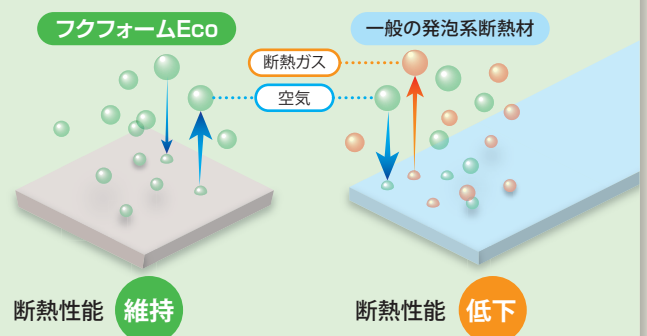 フクフォームEco
一般の発泡系断熱材
断熱ガス
空気
断熱性能 維持
断熱性能 低下